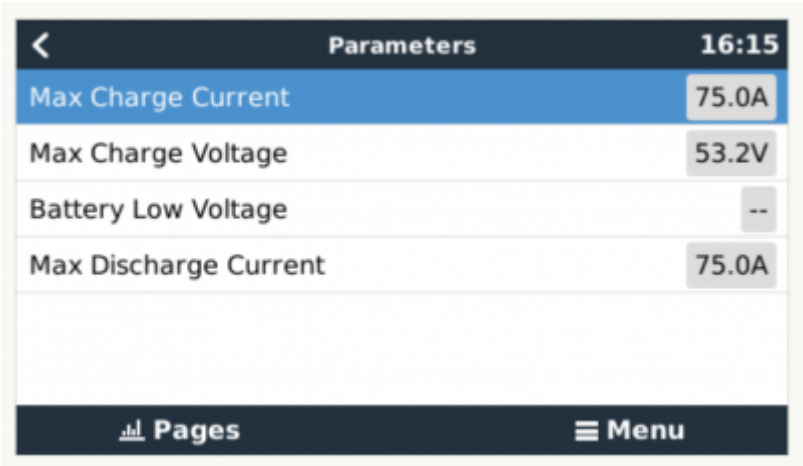 Parameters 16:15
Max Charge Current 75.0A
Max Charge Voltage 53.2V
Battery Low Voltage --
Max Discharge Current 75.0A
Pages Menu